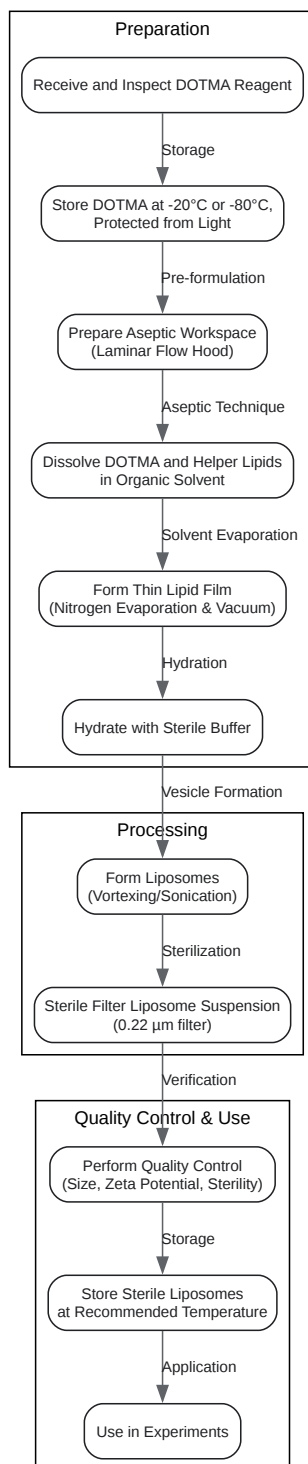 Preparation
Receive and Inspect DOTMA Reagent
Storage
Store DOTMA at -20°C or -80°C,
Protected from Light
Pre-formulation
Prepare Aseptic Workspace
(Laminar Flow Hood)
Aseptic Technique
Dissolve DOTMA and Helper Lipids
in Organic Solvent
Solvent Evaporation
Form Thin Lipid Film
(Nitrogen Evaporation & Vacuum)
Hydration
Hydrate with Sterile Buffer
Vesicle Formation
Processing
Form Liposomes
(Vortexing/Sonication)
Sterilization
Sterile Filter Liposome Suspension
(0.22 µm filter)
Verification
Quality Control & Use
Perform Quality Control
(Size, Zeta Potential, Sterility)
Storage
Store Sterile Liposomes
at Recommended Temperature
Application
Use in Experiments